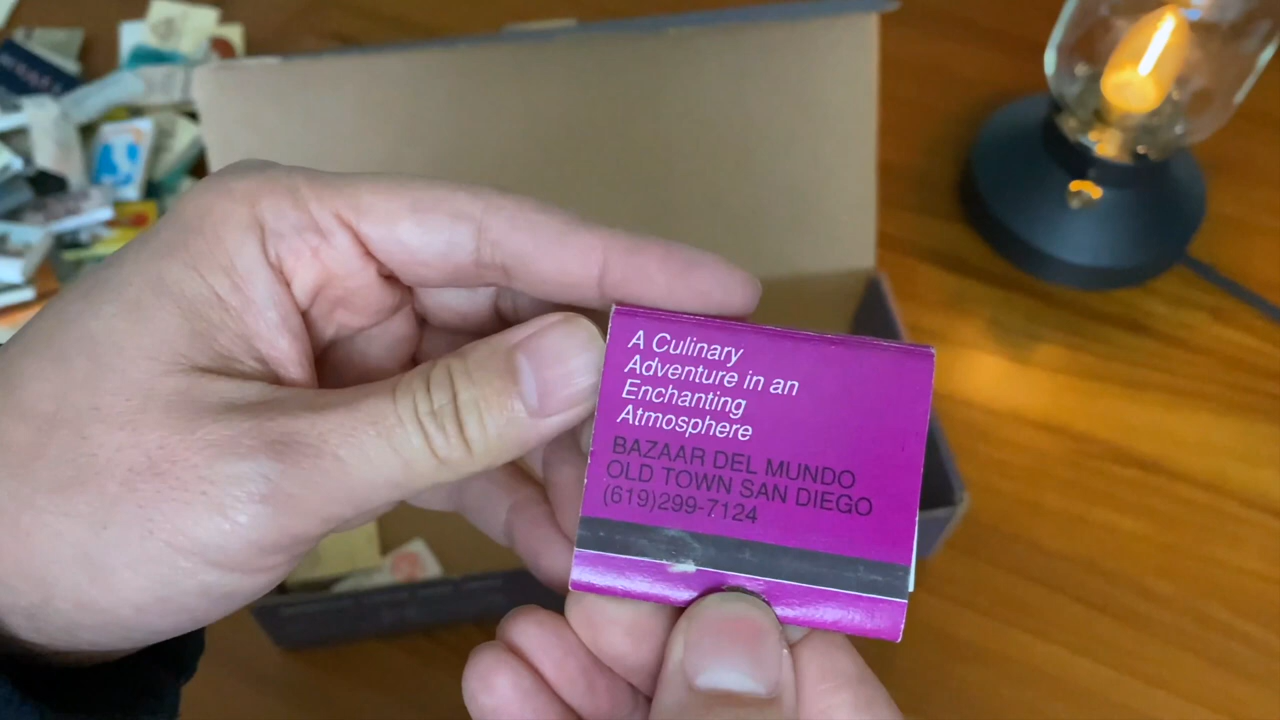 A Culinary
Adventure in an
Enchanting
Atmosphere
BAZAAR DEL MUNDO
OLD TOWN SAN DIEGO
(619)299-7124